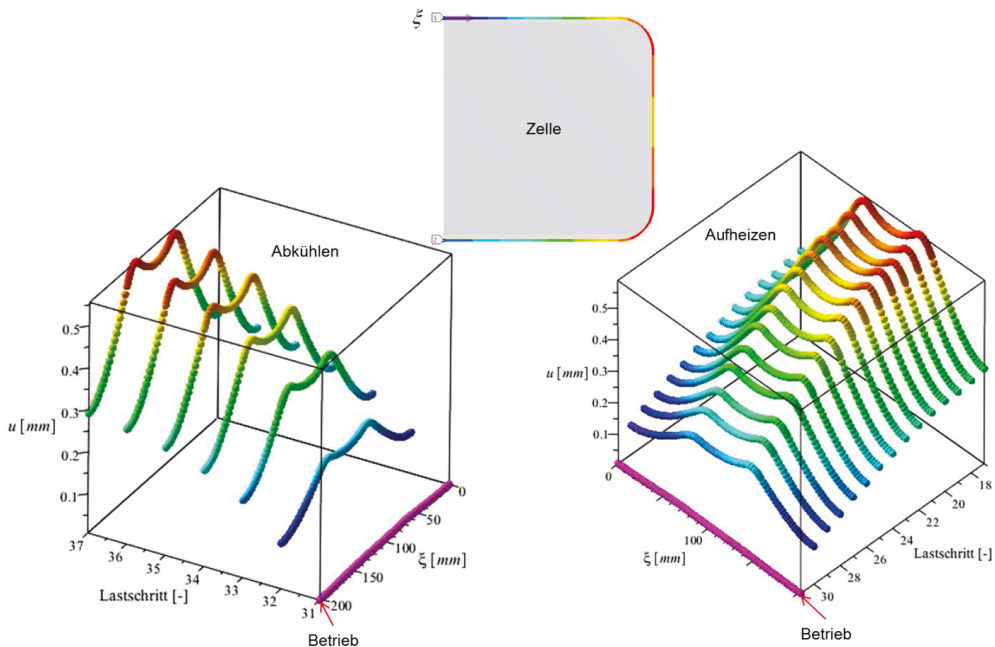 ξ
1
Zelle
2
Abkühlen
0.5
0.4
0.3
0.2
0.1
u [mm]
37
36
35
34
33
32
31
Lastschritt [-]
0
50
100
150
200
ξ [mm]
Betrieb
Aufheizen
0.5
0.4
0.3
0.2
0.1
u [mm]
0
100
ξ [mm]
18
20
22
24
26
28
30
Lastschritt [-]
Betrieb